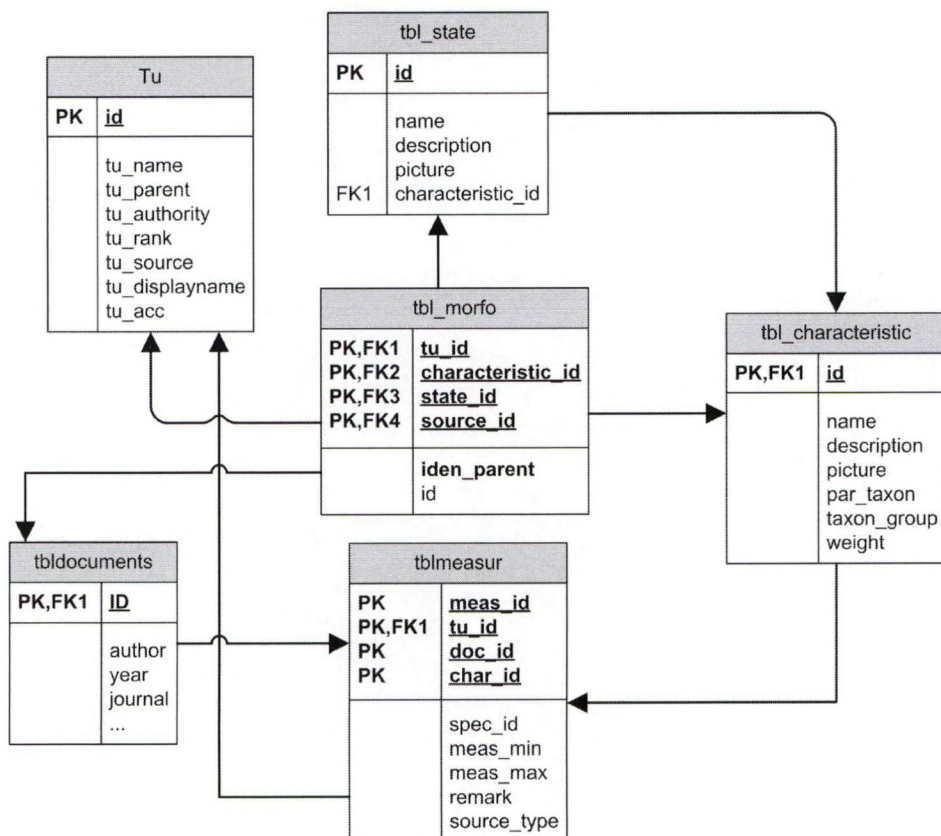 tbl_state
PK id
name
description
picture
FK1 characteristic_id
Tu
PK id
tu_name
tu_parent
tu_authority
tu_rank
tu_source
tu_displayname
tu_acc
tbl_morfo
PK,FK1 tu_id
PK,FK2 characteristic_id
PK,FK3 state_id
PK,FK4 source_id
iden_parent
id
tbl_characteristic
PK,FK1 id
name
description
picture
par_taxon
taxon_group
weight
tbldocuments
PK,FK1 ID
author
year
journal
...
tblmeasur
PK meas_id
PK,FK1 tu_id
PK doc_id
PK char_id
spec_id
meas_min
meas_max
remark
source_type